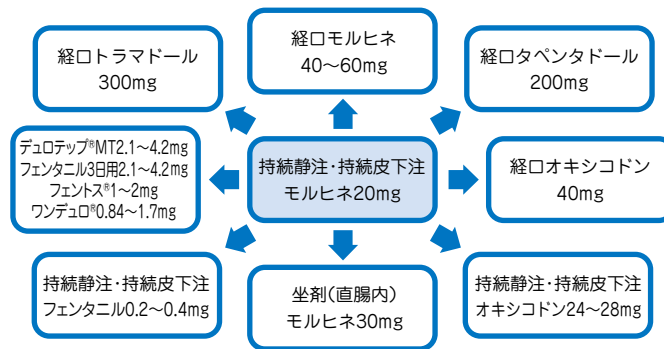 経口トラマドール
300mg
経口モルヒネ
40〜60mg
経口タペンタドール
200mg
デュロテップ®MT2.1〜4.2mg
フェンタニル3日用2.1〜4.2mg
フェントス®1〜2mg
ワンデュロ®0.84〜1.7mg
持続静注・持続皮下注
モルヒネ20mg
経口オキシコドン
40mg
持続静注・持続皮下注
フェンタニル0.2〜0.4mg
坐剤(直腸内)
モルヒネ30mg
持続静注・持続皮下注
オキシコドン24〜28mg